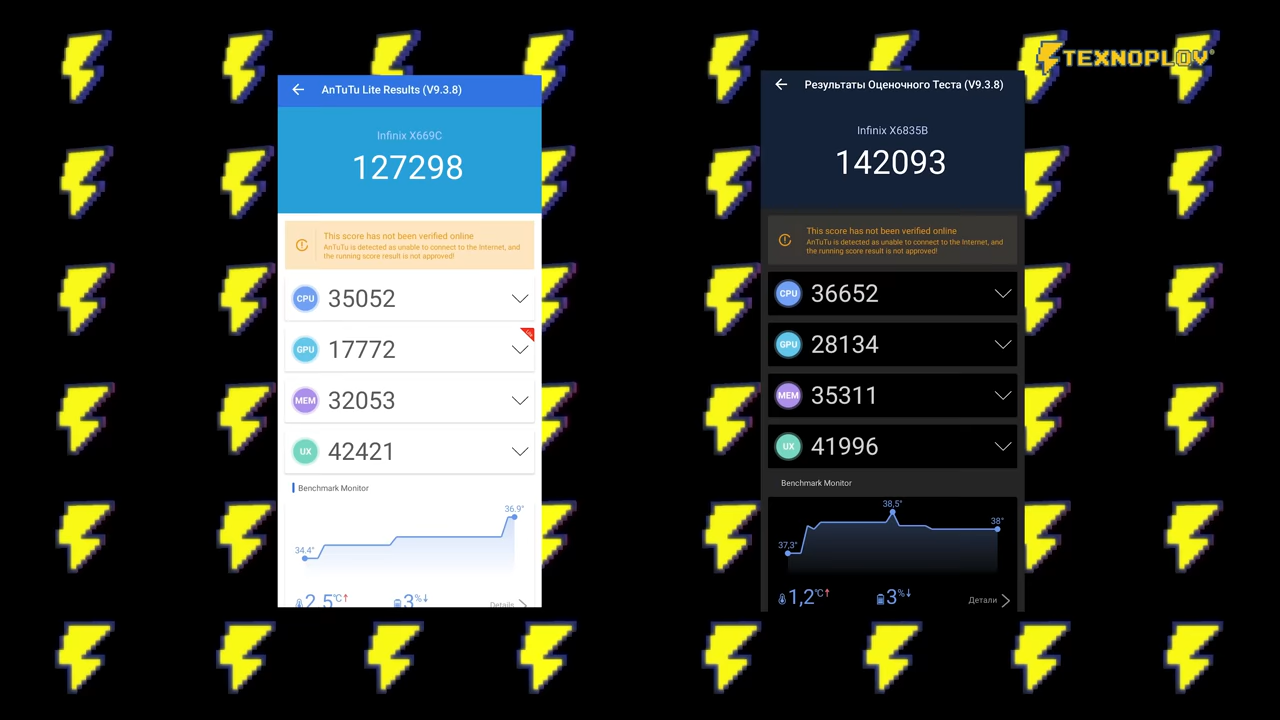 TEXNOPLOV
AnTuTu Lite Results (V9.3.8)
Infinix X669C
127298
This score has not been verified online
AnTuTu is detected as unable to connect to the Internet, and
the running score result is not approved!
CPU 35052
GPU 17772
MEM 32053
UX 42421
Benchmark Monitor
34.4°
36.9°
2,5°C↑
3%↓
Details
Результаты Оценочного Теста (V9.3.8)
Infinix X6835B
142093
This score has not been verified online
AnTuTu is detected as unable to connect to the Internet, and
the running score result is not approved!
CPU 36652
GPU 28134
MEM 35311
UX 41996
Benchmark Monitor
37,3°
38,5°
38°
1,2°C↑
3%↓
Детали